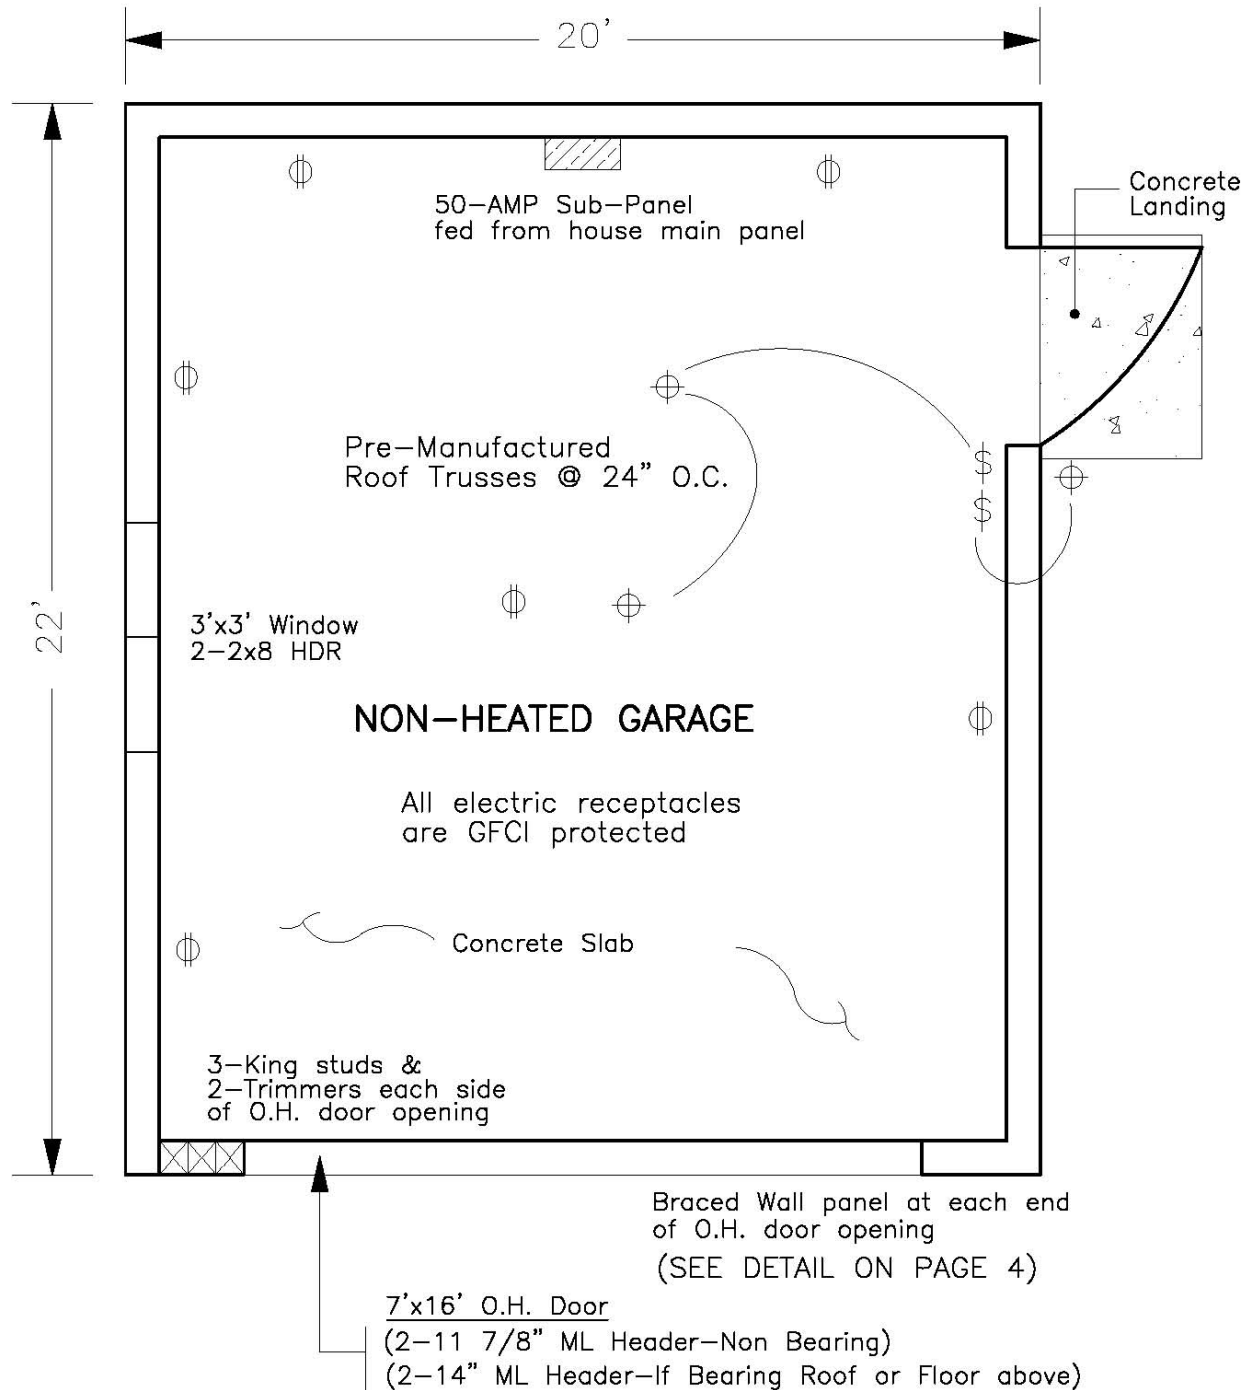 20'
Concrete
Landing
50-AMP Sub-Panel
fed from house main panel
Pre-Manufactured
Roof Trusses @ 24" O.C.
$
$
22'
3'x3' Window
2-2x8 HDR
NON-HEATED GARAGE
All electric receptacles
are GFCI protected
Concrete Slab
3-King studs &
2-Trimmers each side
of O.H. door opening
Braced Wall panel at each end
of O.H. door opening
(SEE DETAIL ON PAGE 4)
7'x16' O.H. Door
(2-11 7/8" ML Header-Non Bearing)
(2-14" ML Header-If Bearing Roof or Floor above)